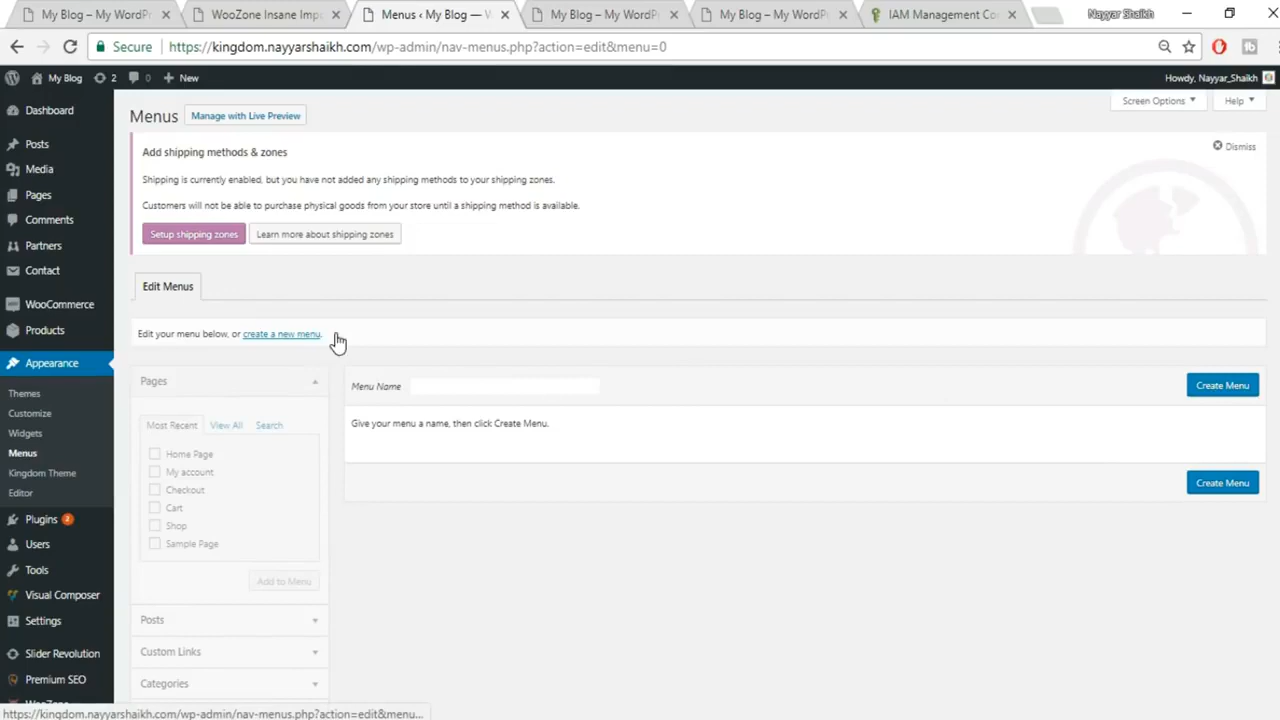 My Blog – My WordPr
WooZone Insane Imp
Menus ‹ My Blog — W
My Blog – My WordP
My Blog – My WordPr
IAM Management Co
Nayyar Shaikh
Secure
https://kingdom.nayyarshaikh.com/wp-admin/nav-menus.php?action=edit&menu=0
My Blog
2
0
New
Howdy, Nayyar_Shaikh
Dashboard
Posts
Media
Pages
Comments
Partners
Contact
WooCommerce
Products
Appearance
Themes
Customize
Widgets
Menus
Kingdom Theme
Editor
Plugins 2
Users
Tools
Visual Composer
Settings
Slider Revolution
Premium SEO
Screen Options
Help
Menus
Manage with Live Preview
Add shipping methods & zones
Dismiss
Shipping is currently enabled, but you have not added any shipping methods to your shipping zones.
Customers will not be able to purchase physical goods from your store until a shipping method is available.
Setup shipping zones
Learn more about shipping zones
Edit Menus
Edit your menu below, or create a new menu.
Pages
Most Recent
View All
Search
Home Page
My account
Checkout
Cart
Shop
Sample Page
Add to Menu
Posts
Custom Links
Categories
Menu Name
Create Menu
Give your menu a name, then click Create Menu.
Create Menu
https://kingdom.nayyarshaikh.com/wp-admin/nav-menus.php?action=edit&menu...